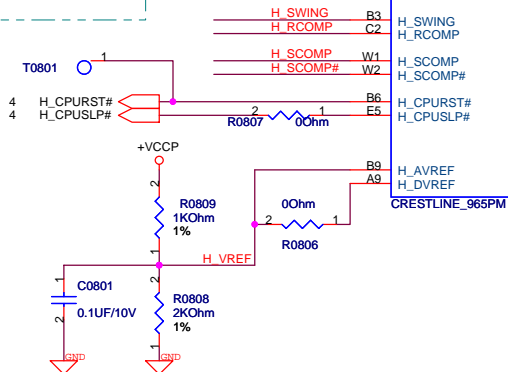 H_SWING B3 H_SWING
H_RCOMP C2 H_RCOMP
H_SCOMP W1 H_SCOMP
H_SCOMP# W2 H_SCOMP#
T0801 1
4 H_CPURST# B6 H_CPURST#
4 H_CPUSLP# 2 1 E5 H_CPUSLP#
R0807 0Ohm
+VCCP
B9 H_AVREF
A9 H_DVREF
CRESTLINE_965PM
2
R0809
1KOhm
1%
1
0Ohm
2 1
R0806
H_VREF
1
C0801
0.1UF/10V
2
2
R0808
2KOhm
1%
1
GND
GND